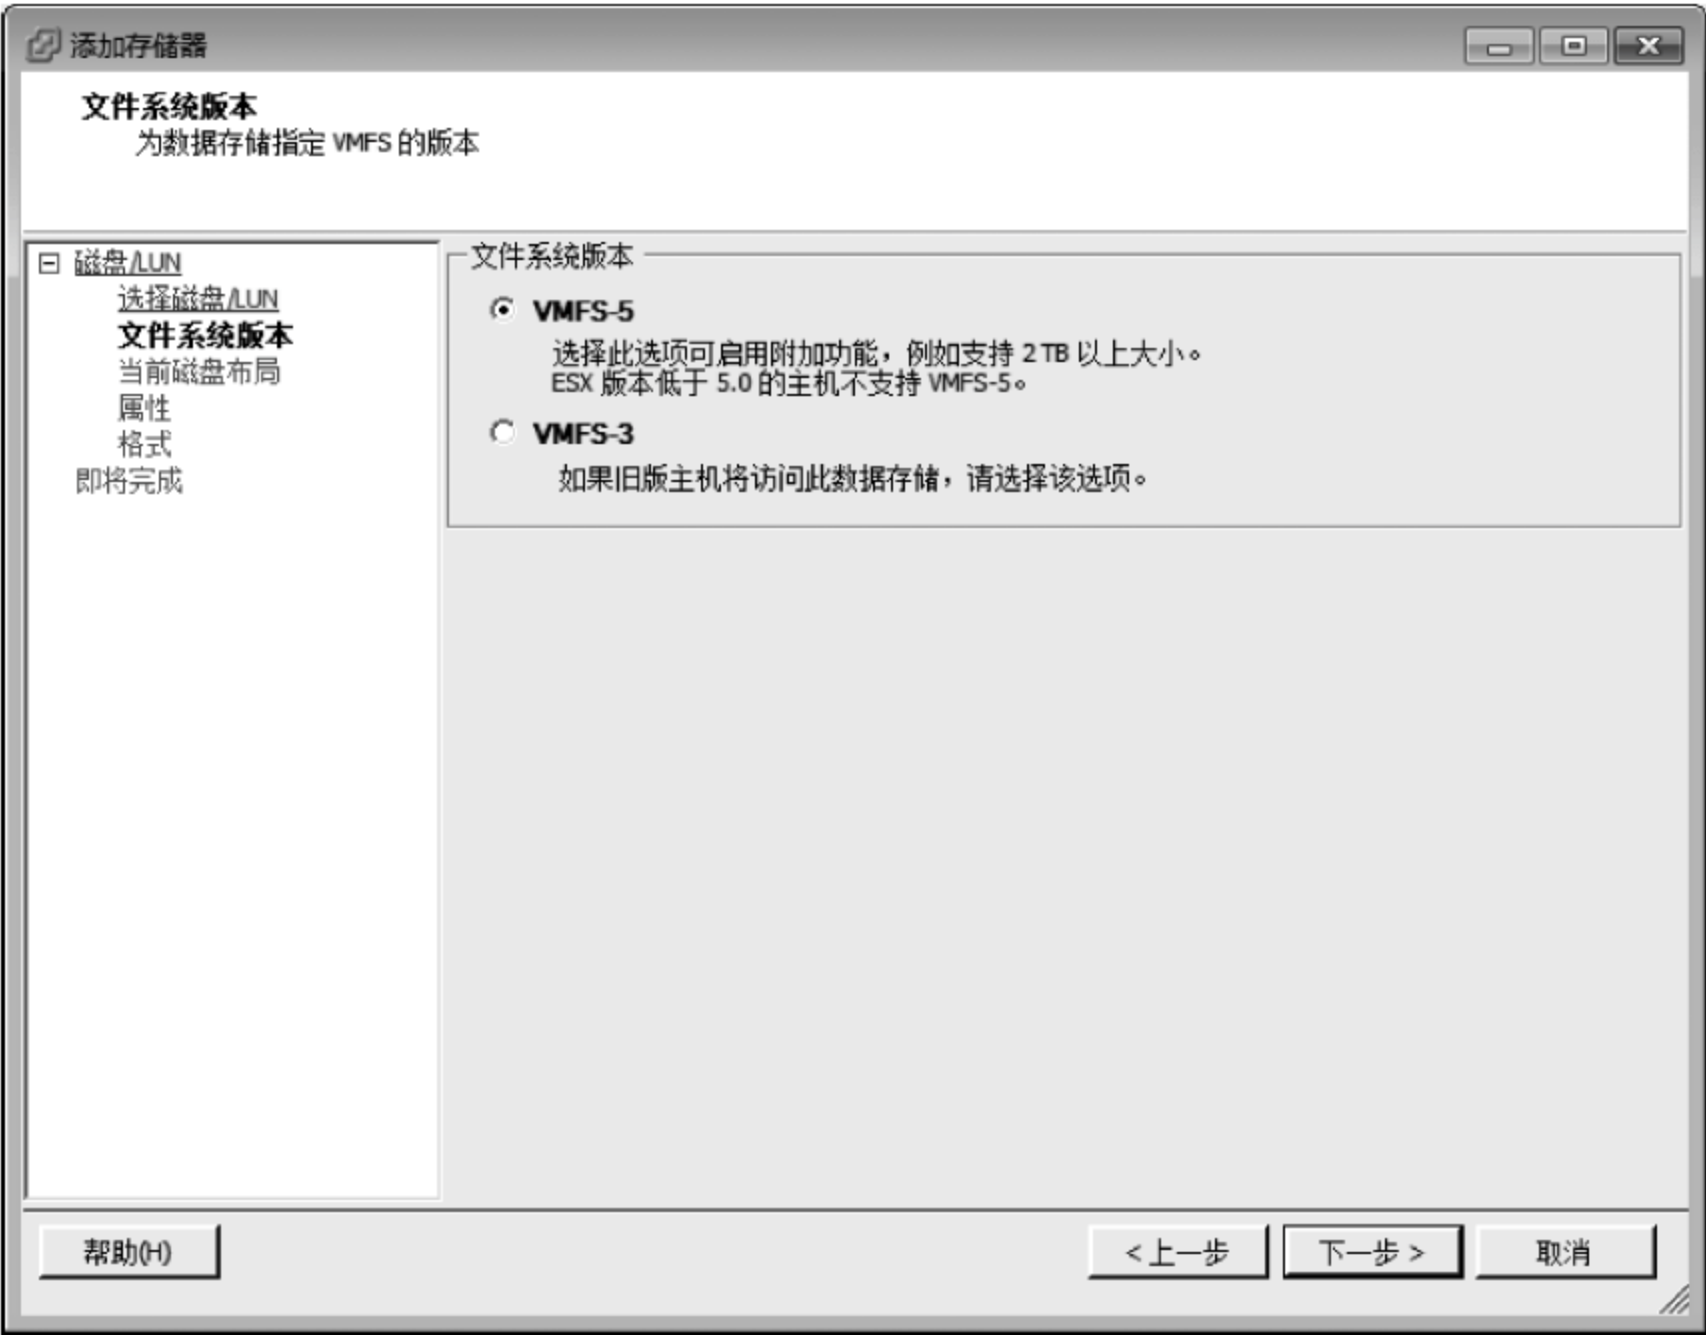 添加存储器
文件系统版本
为数据存储指定 VMFS 的版本
磁盘/LUN
选择磁盘/LUN
文件系统版本
当前磁盘布局
属性
格式
即将完成
文件系统版本
VMFS-5
选择此选项可启用附加功能，例如支持 2 TB 以上大小。
ESX 版本低于 5.0 的主机不支持 VMFS-5。
VMFS-3
如果旧版主机将访问此数据存储，请选择该选项。
帮助(H)
< 上一步
下一步 >
取消